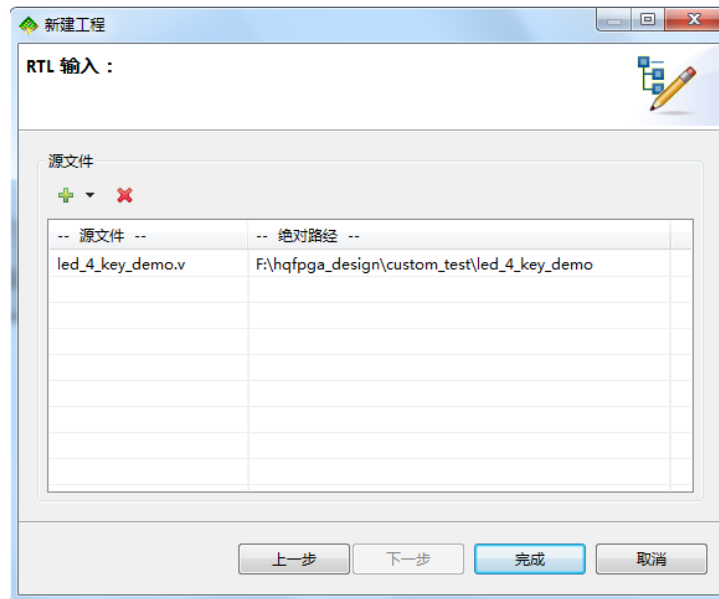 新建工程
RTL 输入：
源文件
-- 源文件 -- -- 绝对路经 --
led_4_key_demo.v F:\hqfpga_design\custom_test\led_4_key_demo
上一步 下一步 完成 取消